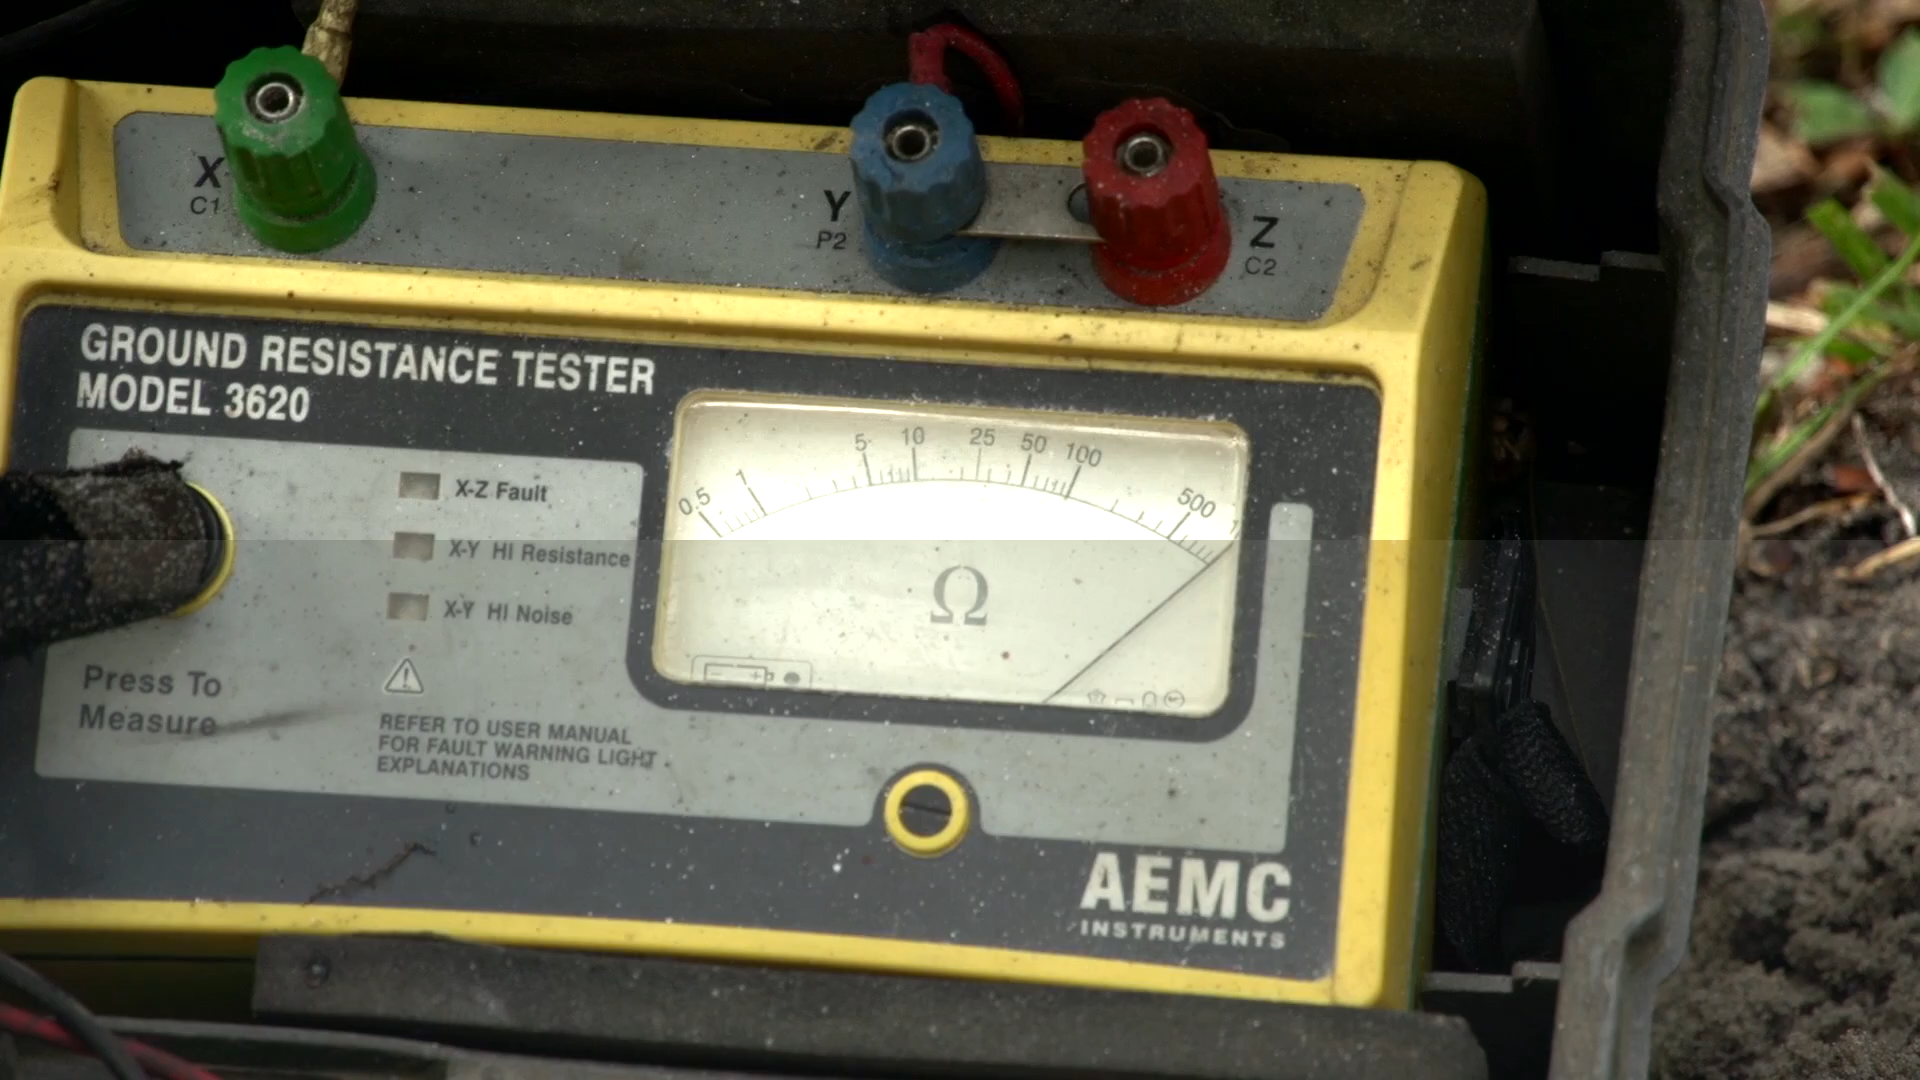 X
C1
Y
P2
Z
C2
GROUND RESISTANCE TESTER
MODEL 3620
X-Z Fault
X-Y HI Resistance
X-Y HI Noise
Press To
Measure
REFER TO USER MANUAL
FOR FAULT WARNING LIGHT
EXPLANATIONS
0.5 1 5 10 25 50 100 500
Ω
AEMC
INSTRUMENTS